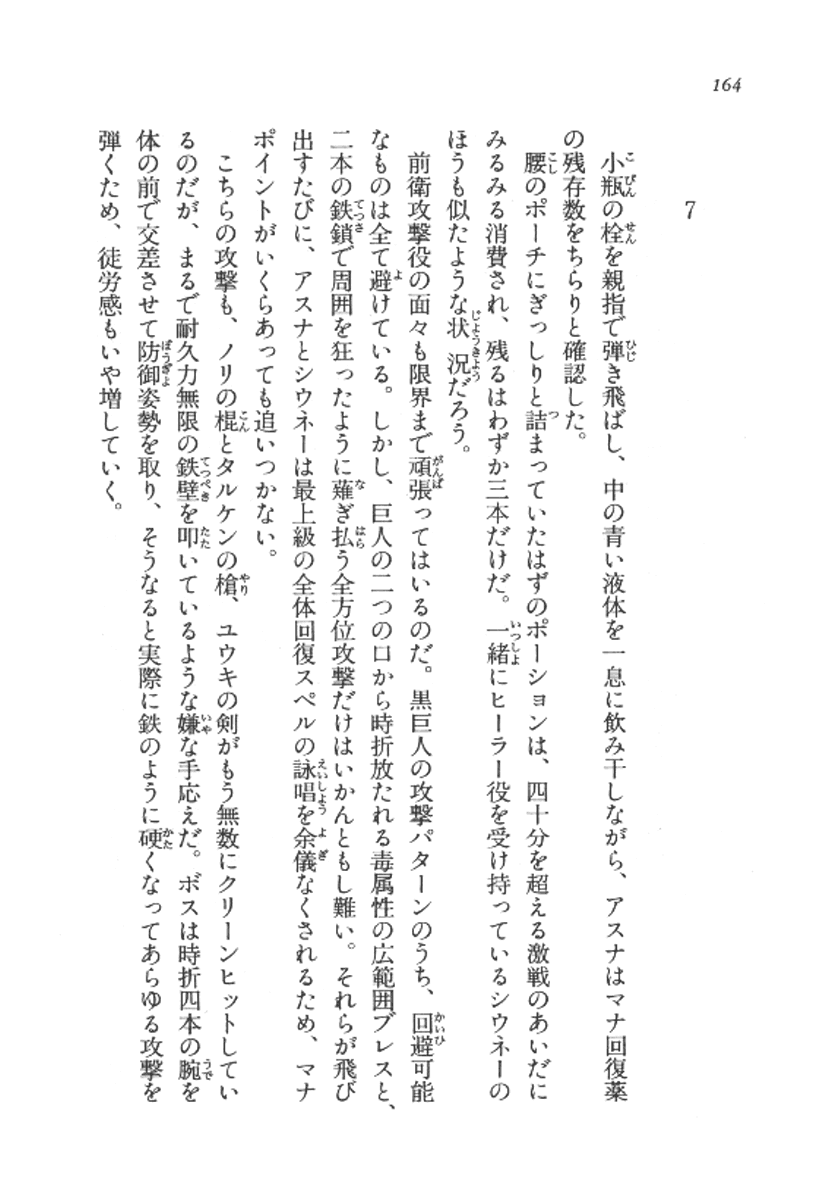 164
7
　小瓶の栓を親指で弾き飛ばし、中の青い液体を一息に飲み干しながら、アスナはマナ回復薬
の残存数をちらりと確認した。
　腰のポーチにぎっしりと詰まっていたはずのポーションは、四十分を超える激戦のあいだに
みるみる消費され、残るはわずか三本だけだ。一緒にヒーラー役を受け持っているシウネーの
ほうも似たような状況だろう。
　前衛攻撃役の面々も限界まで頑張ってはいるのだ。黒巨人の攻撃パターンのうち、回避可能
なものは全て避けている。しかし、巨人の二つの口から時折放たれる毒属性の広範囲ブレスと、
二本の鉄鎖で周囲を狂ったように薙ぎ払う全方位攻撃だけはいかんともし難い。それらが飛び
出すたびに、アスナとシウネーは最上級の全体回復スペルの詠唱を余儀なくされるため、マナ
ポイントがいくらあっても追いつかない。
　こちらの攻撃も、ノリの棍とタルケンの槍、ユウキの剣がもう無数にクリーンヒットしてい
るのだが、まるで耐久力無限の鉄壁を叩いているような嫌な手応えだ。ボスは時折四本の腕を
体の前で交差させて防御姿勢を取り、そうなると実際に鉄のように硬くなってあらゆる攻撃を
弾くため、徒労感もいや増していく。